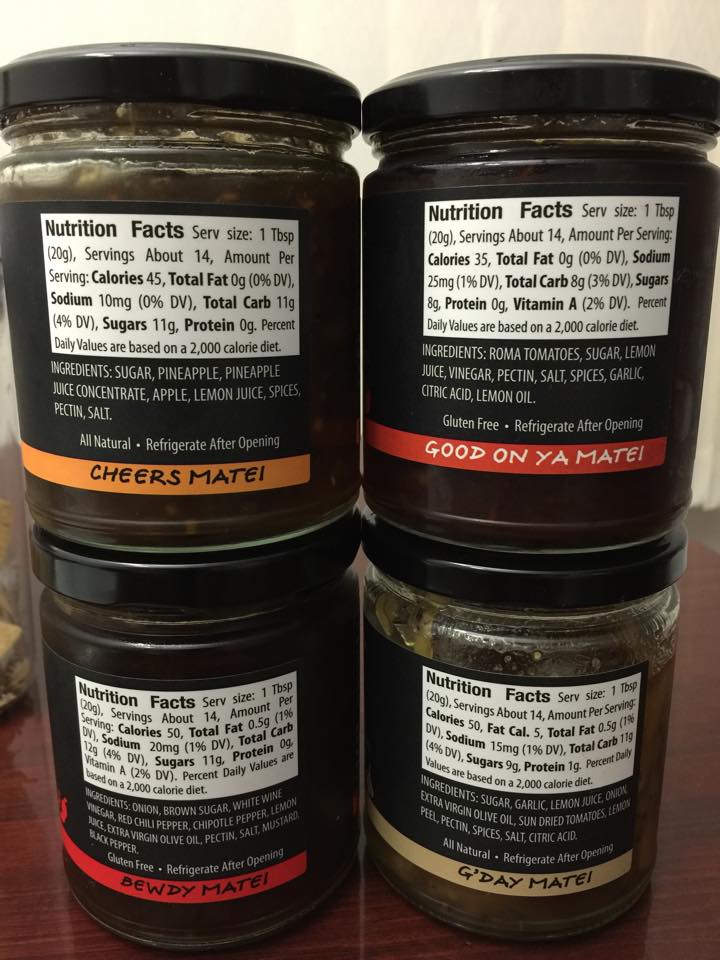 Nutrition Facts Serv size: 1 Tbsp
(20g), Servings About 14, Amount Per
Serving: Calories 45, Total Fat 0g (0% DV),
Sodium 10mg (0% DV), Total Carb 11g
(4% DV), Sugars 11g, Protein 0g. Percent
Daily Values are based on a 2,000 calorie diet.
INGREDIENTS: SUGAR, PINEAPPLE, PINEAPPLE
JUICE CONCENTRATE, APPLE, LEMON JUICE, SPICES,
PECTIN, SALT.
All Natural • Refrigerate After Opening
CHEERS MATE!
Nutrition Facts Serv size: 1 Tbsp
(20g), Servings About 14, Amount Per Serving:
Calories 35, Total Fat 0g (0% DV), Sodium
25mg (1% DV), Total Carb 8g (3% DV), Sugars
8g, Protein 0g, Vitamin A (2% DV). Percent
Daily Values are based on a 2,000 calorie diet.
INGREDIENTS: ROMA TOMATOES, SUGAR, LEMON
JUICE, VINEGAR, PECTIN, SALT, SPICES, GARLIC,
CITRIC ACID, LEMON OIL.
Gluten Free • Refrigerate After Opening
GOOD ON YA MATE!
Nutrition Facts Serv size: 1 Tbsp
(20g), Servings About 14, Amount Per
Serving: Calories 50, Total Fat 0.5g (1%
DV), Sodium 20mg (1% DV), Total Carb
12g (4% DV), Sugars 11g, Protein 0g,
Vitamin A (2% DV). Percent Daily Values are
based on a 2,000 calorie diet.
INGREDIENTS: ONION, BROWN SUGAR, WHITE WINE
VINEGAR, RED CHILI PEPPER, CHIPOTLE PEPPER, LEMON
JUICE, EXTRA VIRGIN OLIVE OIL, PECTIN, SALT, MUSTARD,
BLACK PEPPER.
Gluten Free • Refrigerate After Opening
BEWDY MATE!
Nutrition Facts Serv size: 1 Tbsp
(20g), Servings About 14, Amount Per Serving:
Calories 50, Fat Cal. 5, Total Fat 0.5g (1%
DV), Sodium 15mg (1% DV), Total Carb 11g
(4% DV), Sugars 9g, Protein 1g. Percent Daily
Values are based on a 2,000 calorie diet.
INGREDIENTS: SUGAR, GARLIC, LEMON JUICE, ONION,
EXTRA VIRGIN OLIVE OIL, SUN DRIED TOMATOES, LEMON
PEEL, PECTIN, SPICES, SALT, CITRIC ACID.
All Natural • Refrigerate After Opening
G'DAY MATE!